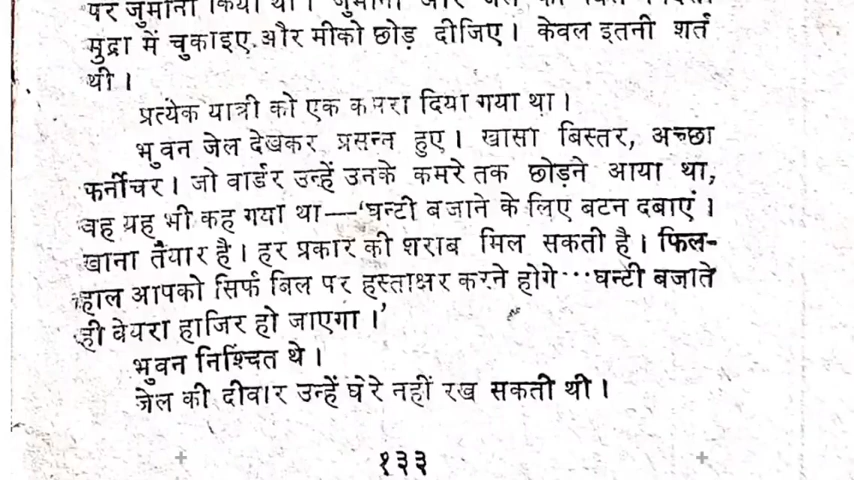 पर जुर्माना किया था। जुर्माना और जेल
मुद्रा में चुकाइए और मीको छोड़ दीजिए। केवल इतनी शर्त
थी।
प्रत्येक यात्री को एक कमरा दिया गया था।
भुवन जेल देखकर प्रसन्न हुए। खासा बिस्तर, अच्छा
फर्नीचर। जो वार्डर उन्हें उनके कमरे तक छोड़ने आया था,
वह यह भी कह गया था—‘घन्टी बजाने के लिए बटन दबाएं।
खाना तैयार है। हर प्रकार की शराब मिल सकती है। फिल-
हाल आपको सिर्फ बिल पर हस्ताक्षर करने होंगे···घन्टी बजाते
ही वेयरा हाजिर हो जाएगा।’
भुवन निश्चिंत थे।
जेल की दीवार उन्हें घेरे नहीं रख सकती थी।
१३३